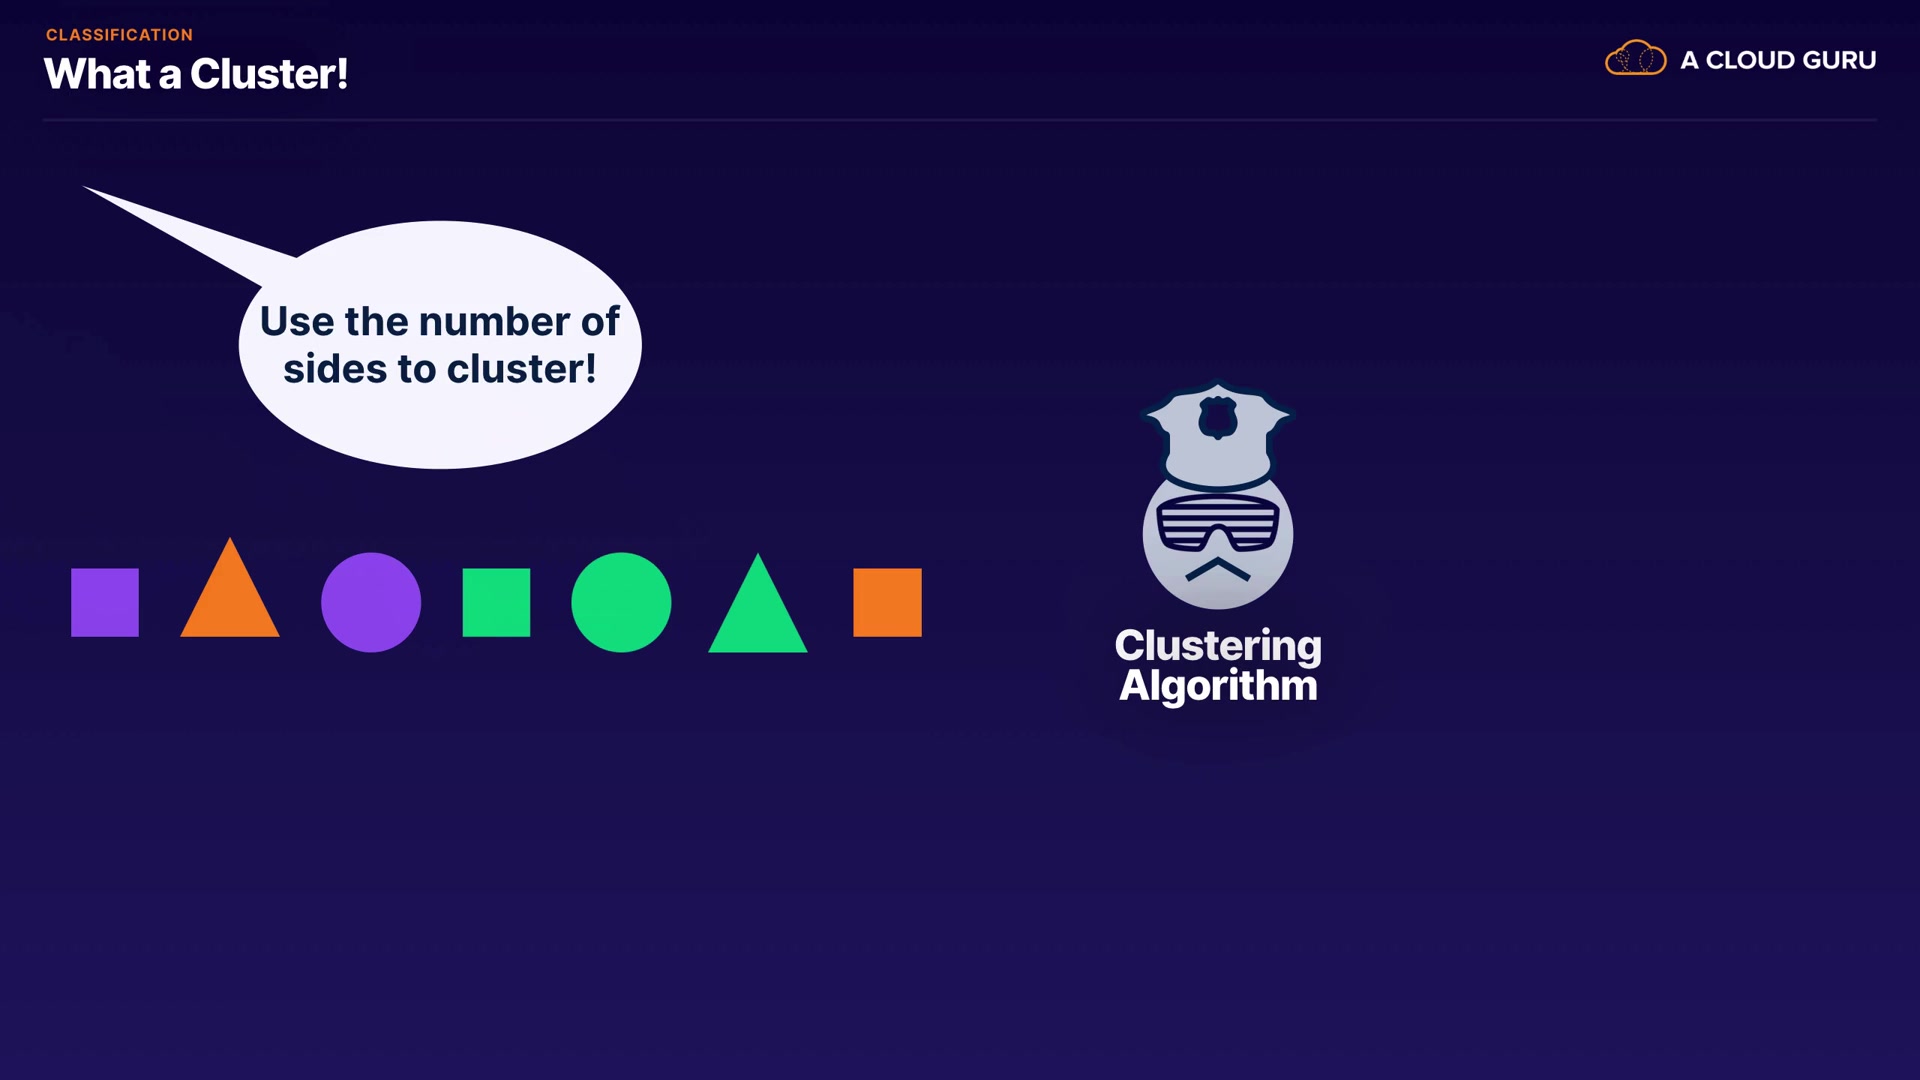 CLASSIFICATION
What a Cluster!
A CLOUD GURU
Use the number of
sides to cluster!
Clustering
Algorithm